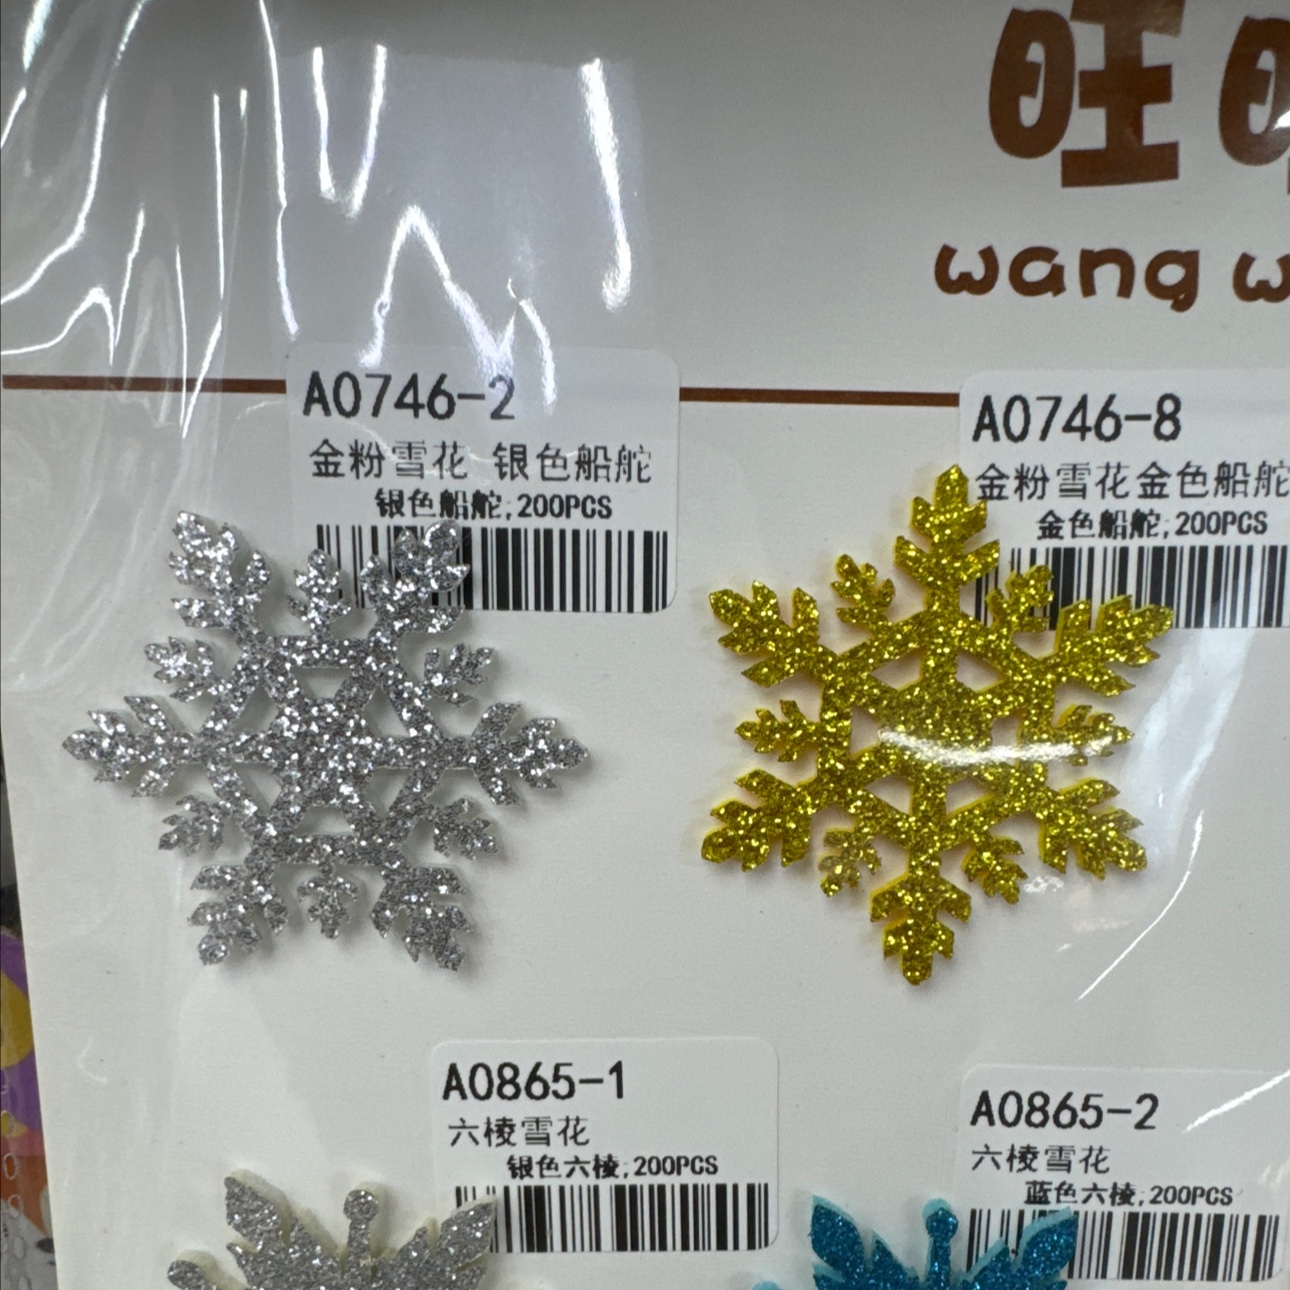 旺
wang w
A0746-2
金粉雪花 银色船舵
银色船舵;200PCS
A0746-8
金粉雪花金色船舵
金色船舵;200PCS
A0865-1
六棱雪花
银色六棱;200PCS
A0865-2
六棱雪花
蓝色六棱;200PCS